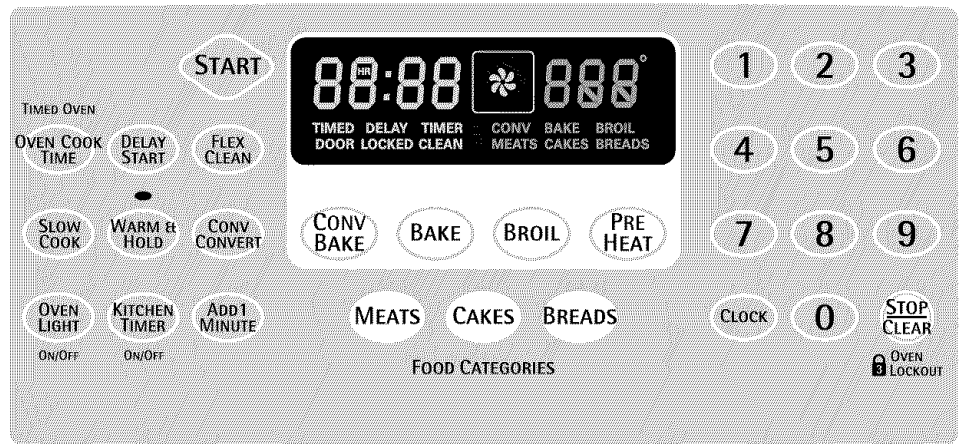 START
88:88
HR
888°
TIMED DELAY TIMER
CONV BAKE BROIL
DOOR LOCKED CLEAN
MEATS CAKES BREADS
1
2
3
TIMED OVEN
OVEN COOK
TIME
DELAY
START
FLEX
CLEAN
4
5
6
SLOW
COOK
WARM &
HOLD
CONV
CONVERT
CONV
BAKE
BAKE
BROIL
PRE
HEAT
7
8
9
OVEN
LIGHT
ON/OFF
KITCHEN
TIMER
ON/OFF
ADD 1
MINUTE
MEATS
CAKES
BREADS
FOOD CATEGORIES
CLOCK
0
STOP
CLEAR
3
OVEN
LOCKOUT